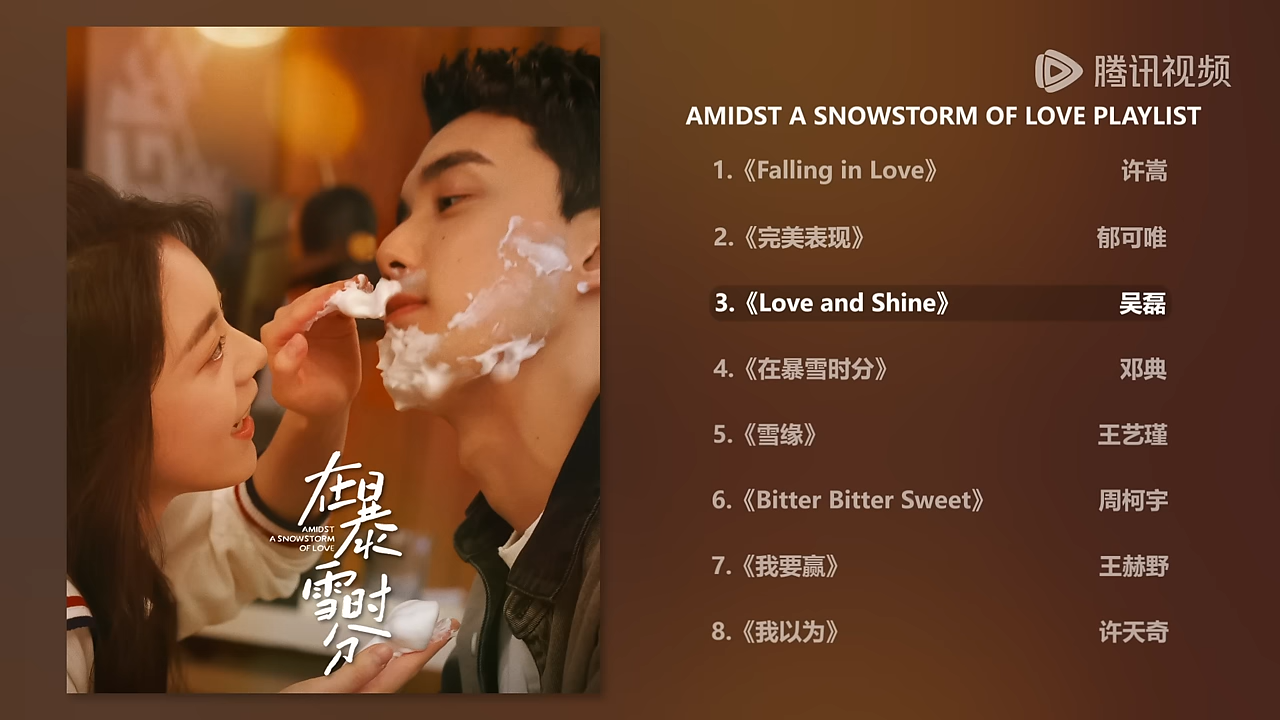 腾讯视频
AMIDST A SNOWSTORM OF LOVE PLAYLIST
1.《Falling in Love》 许嵩
2.《完美表现》 郁可唯
3.《Love and Shine》 吴磊
4.《在暴雪时分》 邓典
5.《雪缘》 王艺瑾
6.《Bitter Bitter Sweet》 周柯宇
7.《我要赢》 王赫野
8.《我以为》 许天奇
在暴
AMIDST
A SNOWSTORM
OF LOVE
雪时分